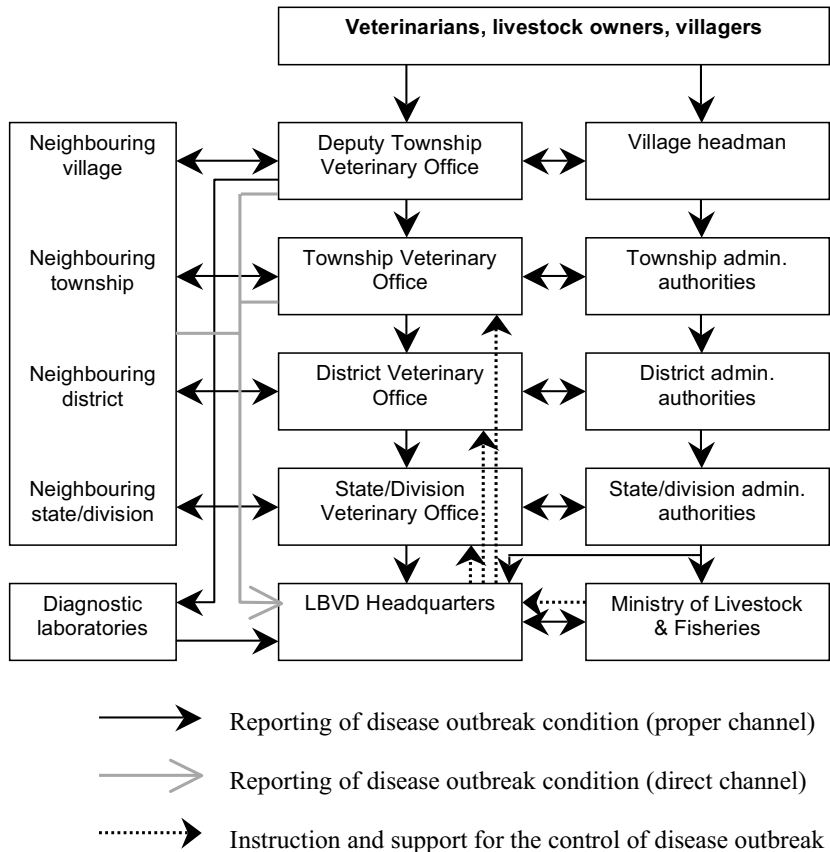 Veterinarians, livestock owners, villagers
Neighbouring
village
Deputy Township
Veterinary Office
Village headman
Neighbouring
township
Township Veterinary
Office
Township admin.
authorities
Neighbouring
district
District Veterinary
Office
District admin.
authorities
Neighbouring
state/division
State/Division
Veterinary Office
State/division admin.
authorities
Diagnostic
laboratories
LBVD Headquarters
Ministry of Livestock
& Fisheries
Reporting of disease outbreak condition (proper channel)
Reporting of disease outbreak condition (direct channel)
Instruction and support for the control of disease outbreak